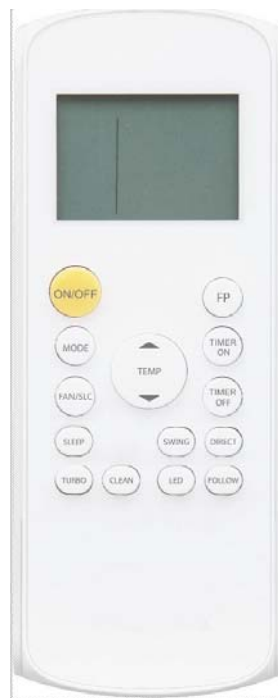 ON/OFF
FP
MODE
TEMP
TIMER
ON
FAN/SLC
TIMER
OFF
SLEEP
SWING
DIRECT
TURBO
CLEAN
LED
FOLLOW